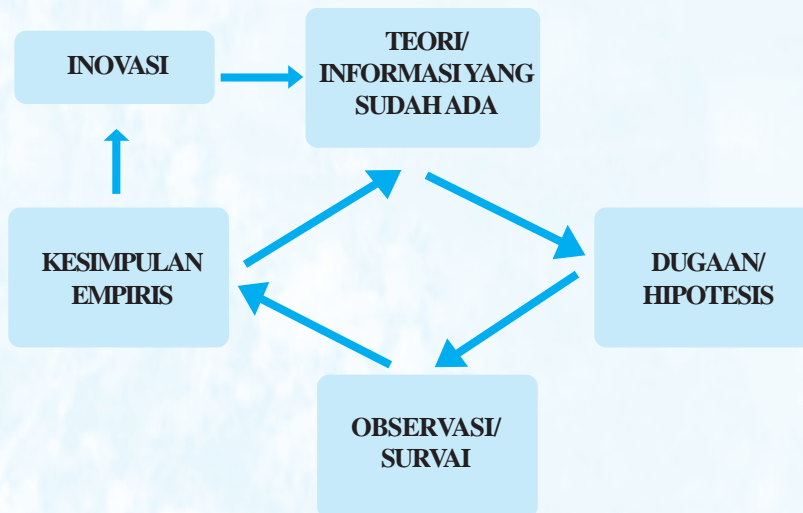 INOVASI
TEORI/
INFORMASI YANG
SUDAH ADA
KESIMPULAN
EMPIRIS
DUGAAN/
HIPOTESIS
OBSERVASI/
SURVAI